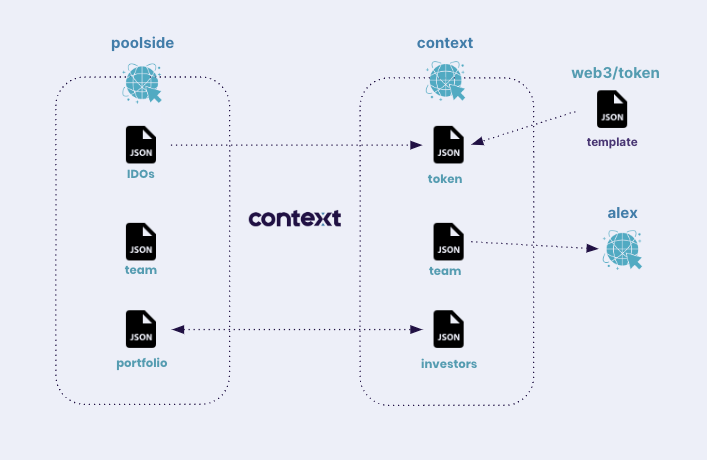 poolside
context
web3/token
JSON
template
JSON
IDOs
JSON
token
context
alex
JSON
team
JSON
team
JSON
portfolio
JSON
investors